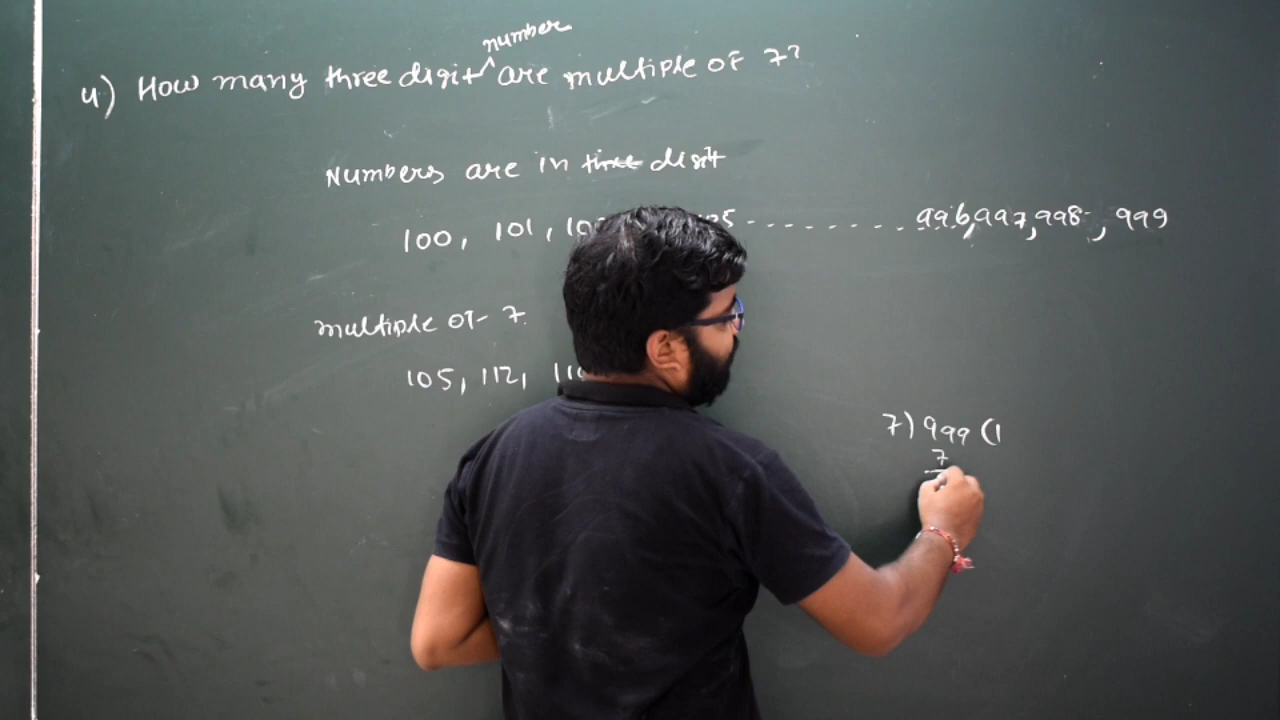 4) How many three digit ^ number are multiple of 7?
Numbers are in three digit
100, 101, 10 - - - - - - - - 996, 997, 998, 999
multiple of 7.
105, 112, 11
7) 999 (1
7